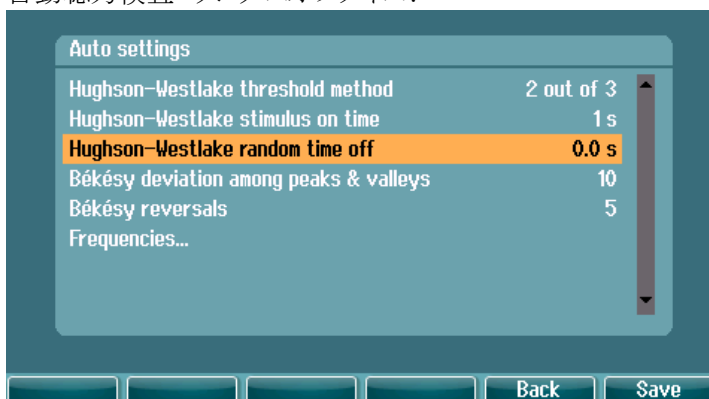 Auto settings
Hughson-Westlake threshold method 2 out of 3
Hughson-Westlake stimulus on time 1 s
Hughson-Westlake random time off 0.0 s
Békésy deviation among peaks & valleys 10
Békésy reversals 5
Frequencies...
Back Save